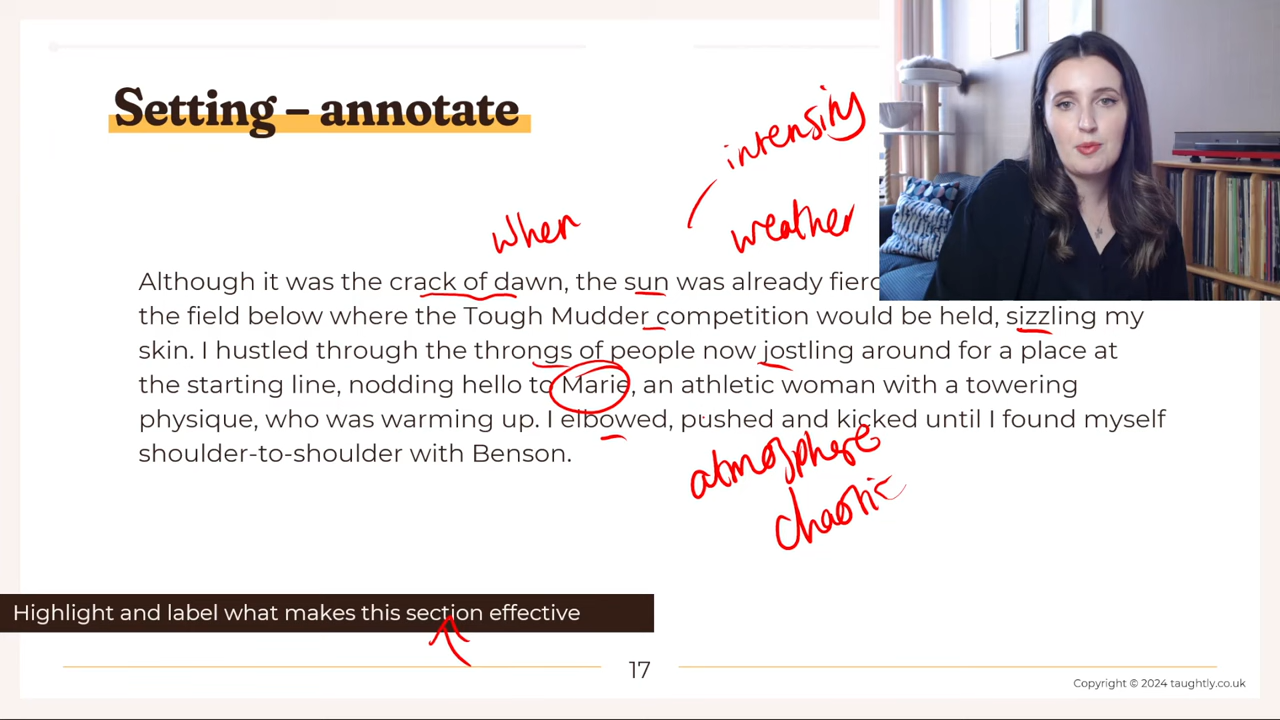 Setting – annotate
intensity
when
weather
Although it was the crack of dawn, the sun was already
the field below where the Tough Mudder competition would be held, sizzling my
skin. I hustled through the throngs of people now jostling around for a place at
the starting line, nodding hello to Marie, an athletic woman with a towering
physique, who was warming up. I elbowed, pushed and kicked until I found myself
shoulder-to-shoulder with Benson.
atmosphere
chaotic
Highlight and label what makes this section effective
17
Copyright © 2024 taughtly.co.uk